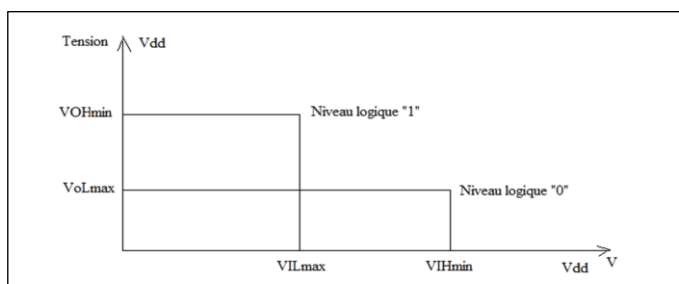 Tension Vdd
VOHmin Niveau logique "1"
VoLmax Niveau logique "0"
VILmax VIHmin Vdd V